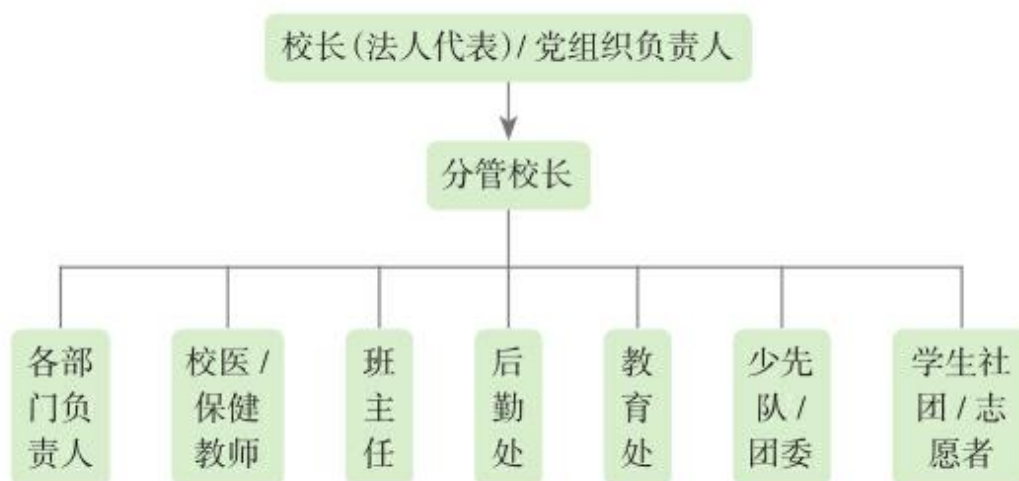 校长(法人代表)/ 党组织负责人
分管校长
各部
门负
责人
校医 /
保健
教师
班
主
任
后
勤
处
教
育
处
少先
队 /
团委
学生社
团 / 志
愿者